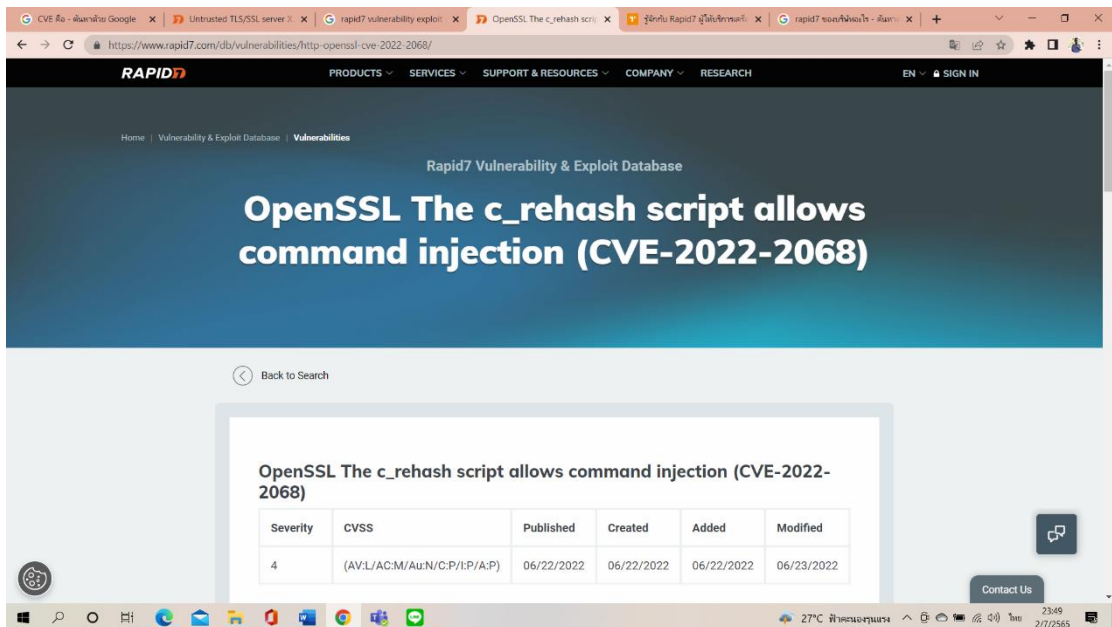 CVE คือ - ค้นหาด้วย Google
Untrusted TLS/SSL server X
rapid7 vulnerability exploit
OpenSSL The c_rehash scrip
รู้จักกับ Rapid7 ผู้ให้บริการเครื่
rapid7 ของบริษัทอะไร - ค้นหา
https://www.rapid7.com/db/vulnerabilities/http-openssl-cve-2022-2068/
RAPID7 PRODUCTS SERVICES SUPPORT & RESOURCES COMPANY RESEARCH EN SIGN IN
Home | Vulnerability & Exploit Database | Vulnerabilities
Rapid7 Vulnerability & Exploit Database
OpenSSL The c_rehash script allows
command injection (CVE-2022-2068)
Back to Search
OpenSSL The c_rehash script allows command injection (CVE-2022-
2068)
Severity CVSS Published Created Added Modified
4 (AV:L/AC:M/Au:N/C:P/I:P/A:P) 06/22/2022 06/22/2022 06/22/2022 06/23/2022
Contact Us
27°C ฟ้าคะนองรุนแรง ไทย 23:49
2/7/2565